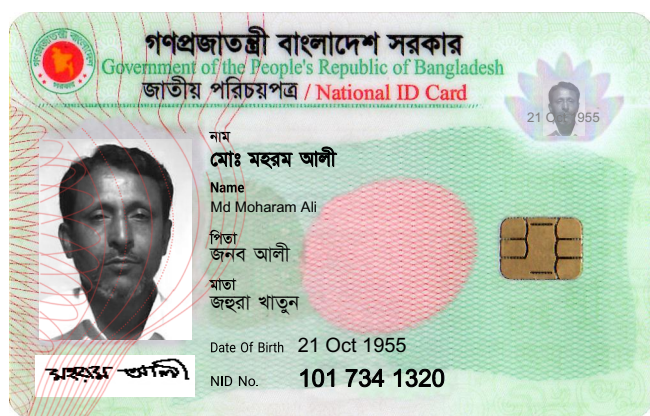 গণপ্রজাতন্ত্রী বাংলাদেশ সরকার
Government of the People's Republic of Bangladesh
জাতীয় পরিচয়পত্র / National ID Card
21 Oct 1955
নাম
মোঃ মহরম আলী
Name
Md Moharam Ali
পিতা
জনব আলী
মাতা
জহুরা খাতুন
Date Of Birth 21 Oct 1955
মহরম আলী
NID No. 101 734 1320